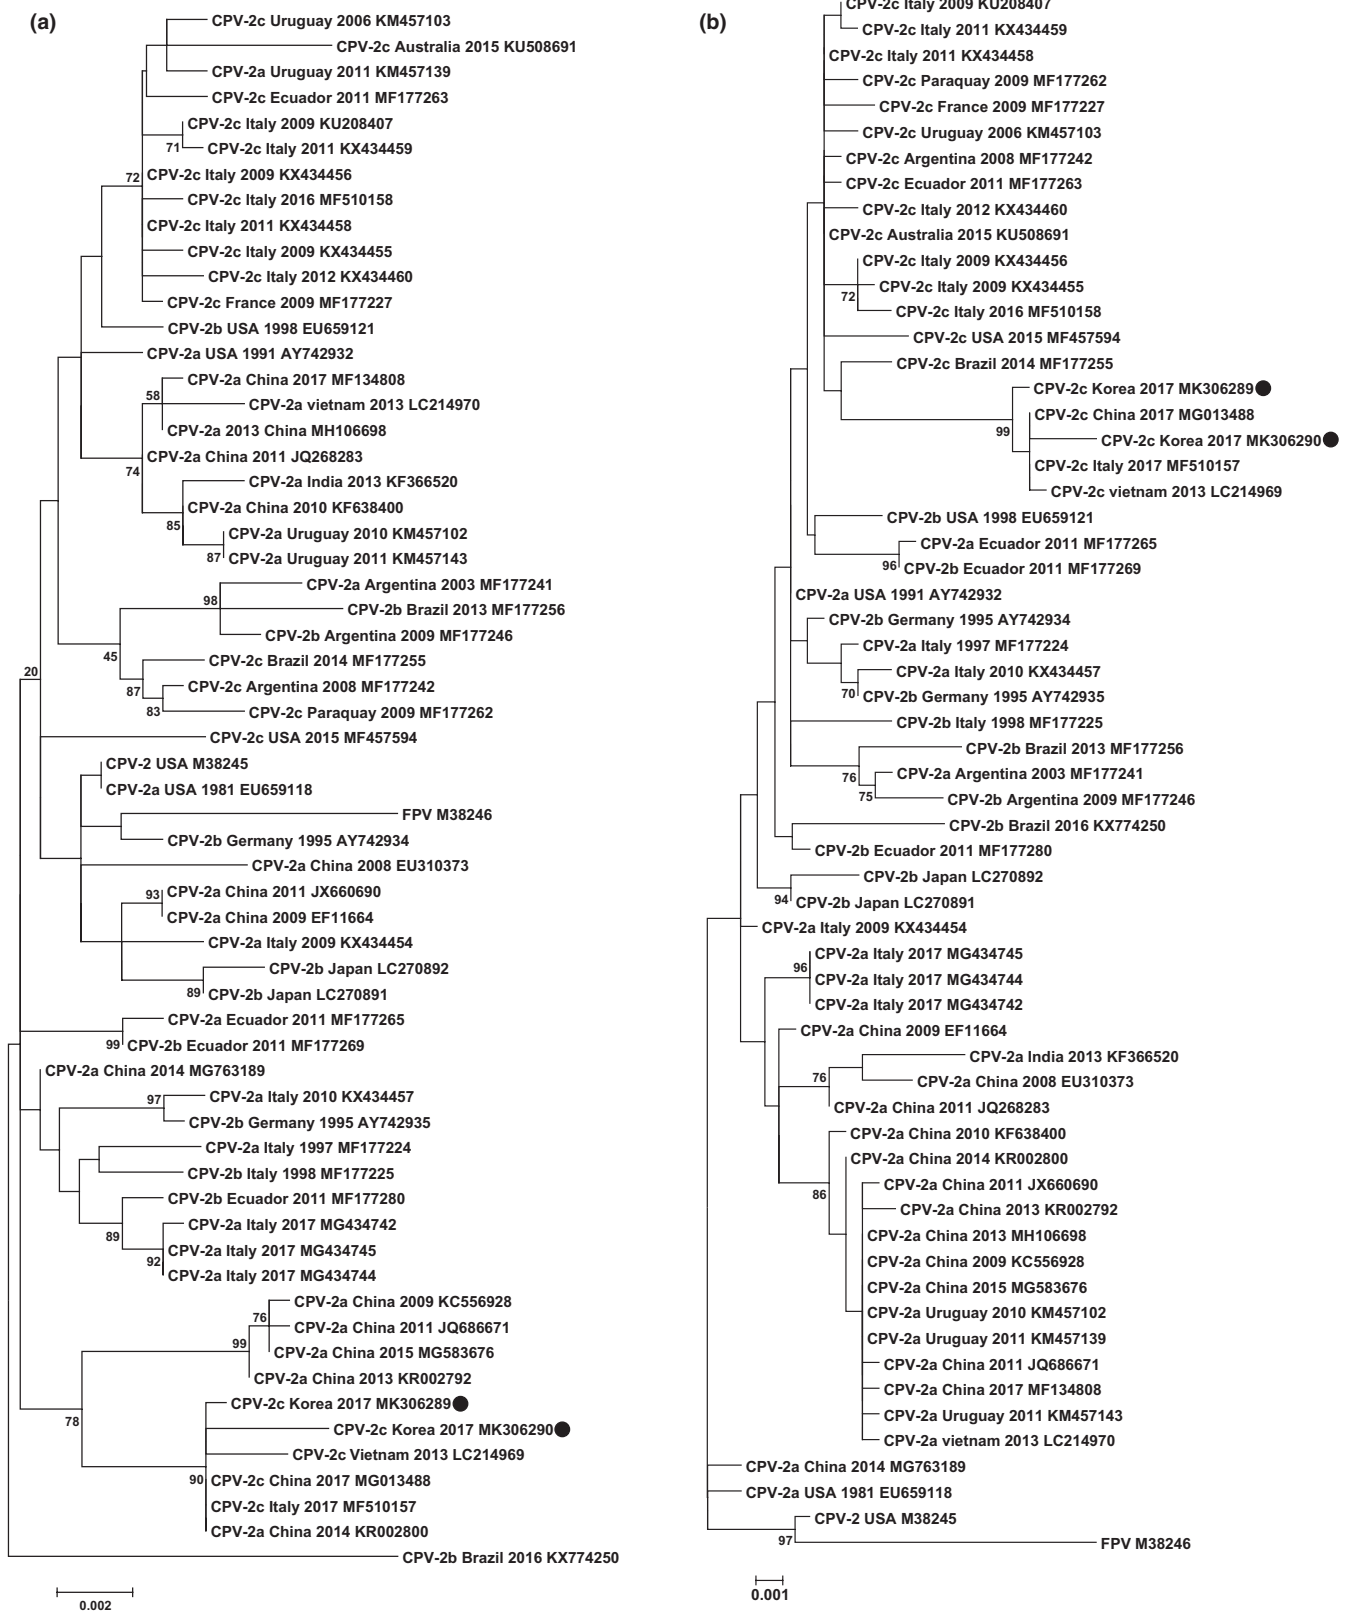 (a)
CPV-2c Uruguay 2006 KM457103
CPV-2c Australia 2015 KU508691
CPV-2a Uruguay 2011 KM457139
CPV-2c Ecuador 2011 MF177263
CPV-2c Italy 2009 KU208407
71
CPV-2c Italy 2011 KX434459
72
CPV-2c Italy 2009 KX434456
CPV-2c Italy 2016 MF510158
CPV-2c Italy 2011 KX434458
CPV-2c Italy 2009 KX434455
CPV-2c Italy 2012 KX434460
CPV-2c France 2009 MF177227
CPV-2b USA 1998 EU659121
CPV-2a USA 1991 AY742932
CPV-2a China 2017 MF134808
58
CPV-2a vietnam 2013 LC214970
CPV-2a 2013 China MH106698
CPV-2a China 2011 JQ268283
74
CPV-2a India 2013 KF366520
CPV-2a China 2010 KF638400
85
CPV-2a Uruguay 2010 KM457102
87
CPV-2a Uruguay 2011 KM457143
CPV-2a Argentina 2003 MF177241
98
CPV-2b Brazil 2013 MF177256
CPV-2b Argentina 2009 MF177246
45
CPV-2c Brazil 2014 MF177255
20
87
CPV-2c Argentina 2008 MF177242
83
CPV-2c Paraquay 2009 MF177262
CPV-2c USA 2015 MF457594
CPV-2 USA M38245
CPV-2a USA 1981 EU659118
FPV M38246
CPV-2b Germany 1995 AY742934
CPV-2a China 2008 EU310373
93
CPV-2a China 2011 JX660690
CPV-2a China 2009 EF11664
CPV-2a Italy 2009 KX434454
CPV-2b Japan LC270892
89
CPV-2b Japan LC270891
CPV-2a Ecuador 2011 MF177265
99
CPV-2b Ecuador 2011 MF177269
CPV-2a China 2014 MG763189
97
CPV-2a Italy 2010 KX434457
CPV-2b Germany 1995 AY742935
CPV-2a Italy 1997 MF177224
CPV-2b Italy 1998 MF177225
CPV-2b Ecuador 2011 MF177280
89
CPV-2a Italy 2017 MG434742
CPV-2a Italy 2017 MG434745
92
CPV-2a Italy 2017 MG434744
CPV-2a China 2009 KC556928
76
CPV-2a China 2011 JQ686671
99
CPV-2a China 2015 MG583676
CPV-2a China 2013 KR002792
78
CPV-2c Korea 2017 MK306289
CPV-2c Korea 2017 MK306290
CPV-2c Vietnam 2013 LC214969
90
CPV-2c China 2017 MG013488
CPV-2c Italy 2017 MF510157
CPV-2a China 2014 KR002800
CPV-2b Brazil 2016 KX774250
0.002
(b)
CPV-2c Italy 2009 KU208407
CPV-2c Italy 2011 KX434459
CPV-2c Italy 2011 KX434458
CPV-2c Paraquay 2009 MF177262
CPV-2c France 2009 MF177227
CPV-2c Uruguay 2006 KM457103
CPV-2c Argentina 2008 MF177242
CPV-2c Ecuador 2011 MF177263
CPV-2c Italy 2012 KX434460
CPV-2c Australia 2015 KU508691
CPV-2c Italy 2009 KX434456
72
CPV-2c Italy 2009 KX434455
CPV-2c Italy 2016 MF510158
CPV-2c USA 2015 MF457594
CPV-2c Brazil 2014 MF177255
CPV-2c Korea 2017 MK306289
CPV-2c China 2017 MG013488
99
CPV-2c Korea 2017 MK306290
CPV-2c Italy 2017 MF510157
CPV-2c vietnam 2013 LC214969
CPV-2b USA 1998 EU659121
CPV-2a Ecuador 2011 MF177265
96
CPV-2b Ecuador 2011 MF177269
CPV-2a USA 1991 AY742932
CPV-2b Germany 1995 AY742934
CPV-2a Italy 1997 MF177224
CPV-2a Italy 2010 KX434457
70
CPV-2b Germany 1995 AY742935
CPV-2b Italy 1998 MF177225
CPV-2b Brazil 2013 MF177256
76
CPV-2a Argentina 2003 MF177241
75
CPV-2b Argentina 2009 MF177246
CPV-2b Brazil 2016 KX774250
CPV-2b Ecuador 2011 MF177280
CPV-2b Japan LC270892
94
CPV-2b Japan LC270891
CPV-2a Italy 2009 KX434454
CPV-2a Italy 2017 MG434745
96
CPV-2a Italy 2017 MG434744
CPV-2a Italy 2017 MG434742
CPV-2a China 2009 EF11664
CPV-2a India 2013 KF366520
76
CPV-2a China 2008 EU310373
CPV-2a China 2011 JQ268283
CPV-2a China 2010 KF638400
CPV-2a China 2014 KR002800
CPV-2a China 2011 JX660690
86
CPV-2a China 2013 KR002792
CPV-2a China 2013 MH106698
CPV-2a China 2009 KC556928
CPV-2a China 2015 MG583676
CPV-2a Uruguay 2010 KM457102
CPV-2a Uruguay 2011 KM457139
CPV-2a China 2011 JQ686671
CPV-2a China 2017 MF134808
CPV-2a Uruguay 2011 KM457143
CPV-2a vietnam 2013 LC214970
CPV-2a China 2014 MG763189
CPV-2a USA 1981 EU659118
CPV-2 USA M38245
97
FPV M38246
0.001